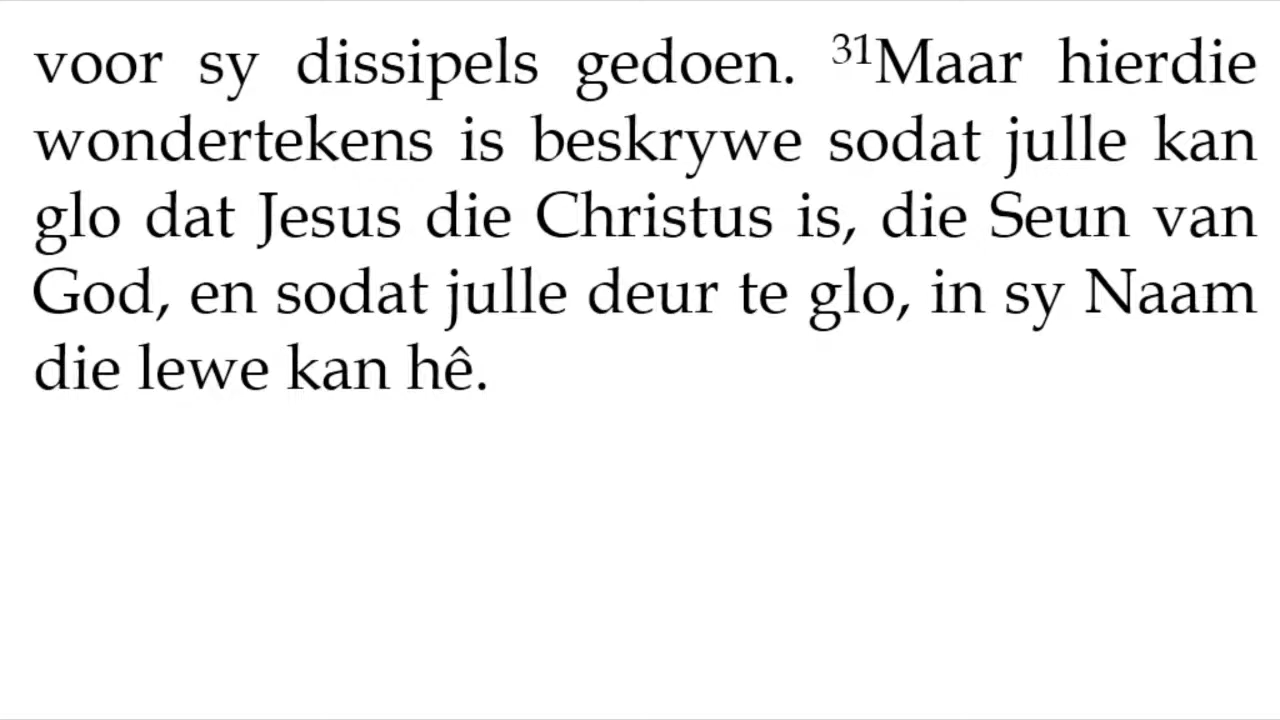 voor sy dissipels gedoen. ³¹Maar hierdie
wondertekens is beskrywe sodat julle kan
glo dat Jesus die Christus is, die Seun van
God, en sodat julle deur te glo, in sy Naam
die lewe kan hê.